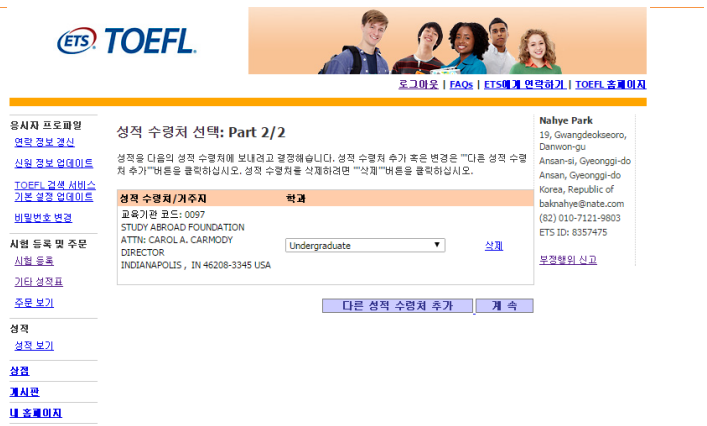 ETS TOEFL.
로그아웃 | FAQs | ETS에게 연락하기 | TOEFL 홈페이지
응시자 프로파일
연락 정보 갱신
신원 정보 업데이트
TOEFL 검색 서비스
기본 설정 업데이트
비밀번호 변경
시험 등록 및 주문
시험 등록
기타 성적표
주문 보기
성적
성적 보기
상점
게시판
내 홈페이지
성적 수령처 선택: Part 2/2
성적을 다음의 성적 수령처에 보내려고 결정해습니다. 성적 수령처 추가 혹은 변경은 '"다른 성적 수령
처 추가'"버튼을 클릭하십시오. 성적 수령처를 삭제하려면 '"삭제'"버튼을 클릭하십시오.
성적 수령처/거주지 학과
교육기관 코드: 0097
STUDY ABROAD FOUNDATION
ATTN: CAROL A. CARMODY
DIRECTOR
INDIANAPOLIS , IN 46208-3345 USA
Undergraduate
삭제
다른 성적 수령처 추가 계 속
Nahye Park
19, Gwangdeokseoro,
Danwon-gu
Ansan-si, Gyeonggi-do
Ansan, Gyeongji-do
Korea, Republic of
baknahye@nate.com
(82) 010-7121-9803
ETS ID: 8357475
부정행위 신고